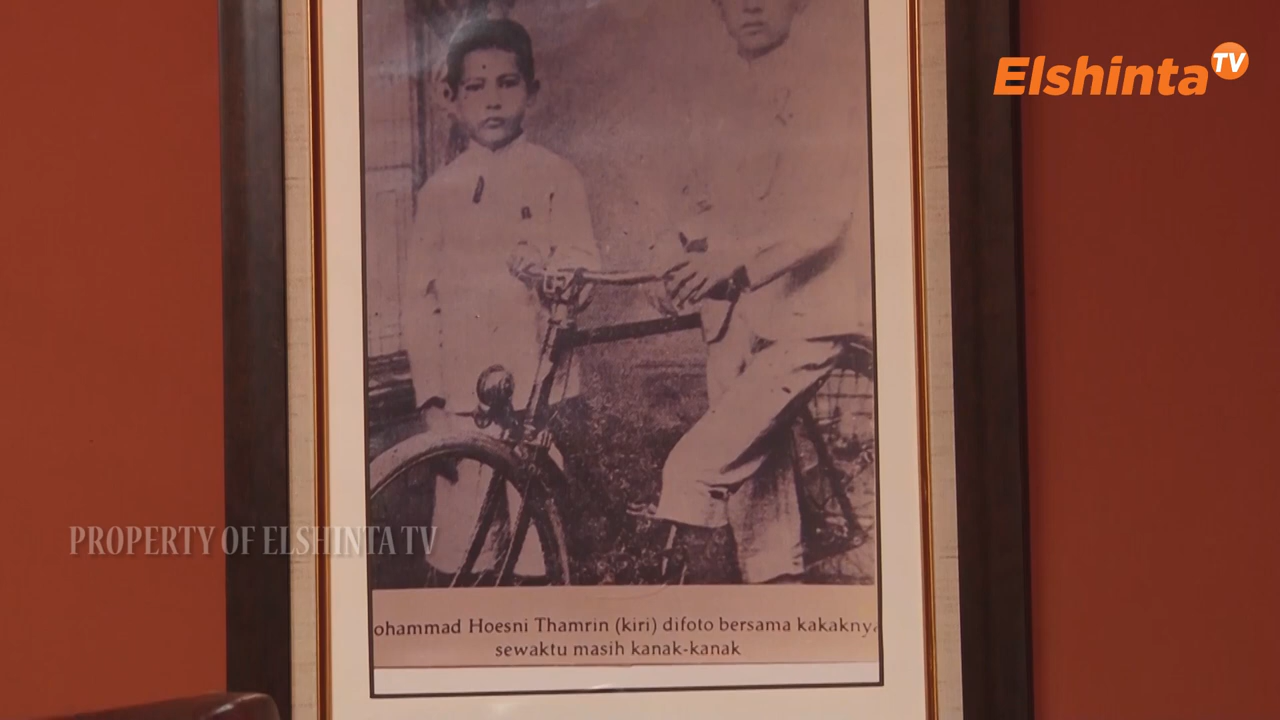 Elshinta TV
PROPERTY OF ELSHINTA TV
ohammad Hoesni Thamrin (kiri) difoto bersama kakaknya
sewaktu masih kanak-kanak